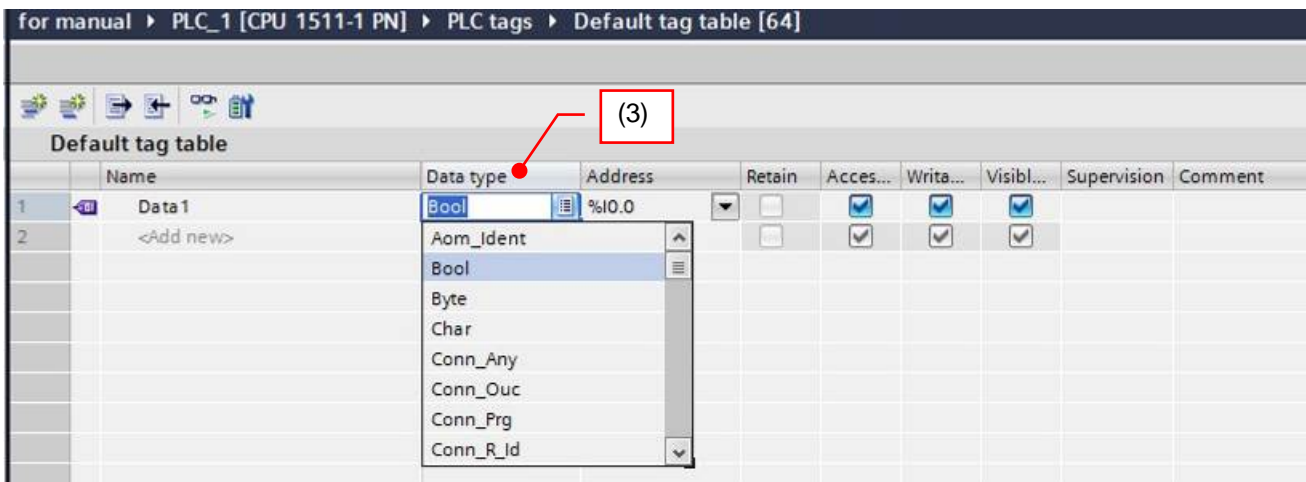 for manual ▸ PLC_1 [CPU 1511-1 PN] ▸ PLC tags ▸ Default tag table [64]
(3)
Default tag table
Name Data type Address Retain Acces... Writa... Visibl... Supervision Comment
1 Data1 Bool %I0.0
2 <Add new>
Aom_Ident
Bool
Byte
Char
Conn_Any
Conn_Ouc
Conn_Prg
Conn_R_Id